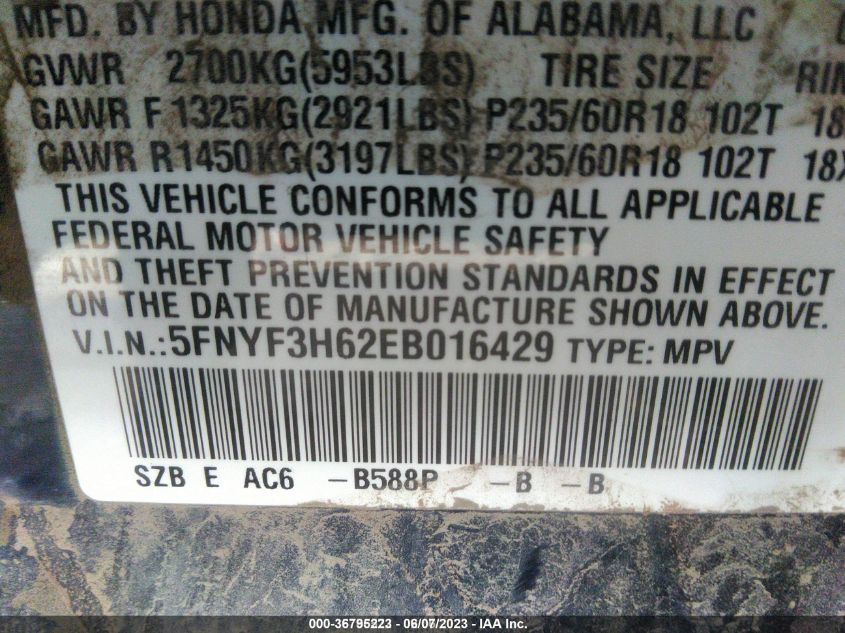 MFD. BY HONDA MFG. OF ALABAMA, LLC
GVWR 2700KG(5953LBS) TIRE SIZE RIM
GAWR F 1325KG(2921LBS) P235/60R18 102T 18
GAWR R1450KG(3197LBS) P235/60R18 102T 18X
THIS VEHICLE CONFORMS TO ALL APPLICABLE
FEDERAL MOTOR VEHICLE SAFETY
AND THEFT PREVENTION STANDARDS IN EFFECT
ON THE DATE OF MANUFACTURE SHOWN ABOVE.
V.I.N.:5FNYF3H62EB016429 TYPE: MPV
SZB E AC6 -B588P -B -B
000-36795223 - 06/07/2023 - IAA Inc.